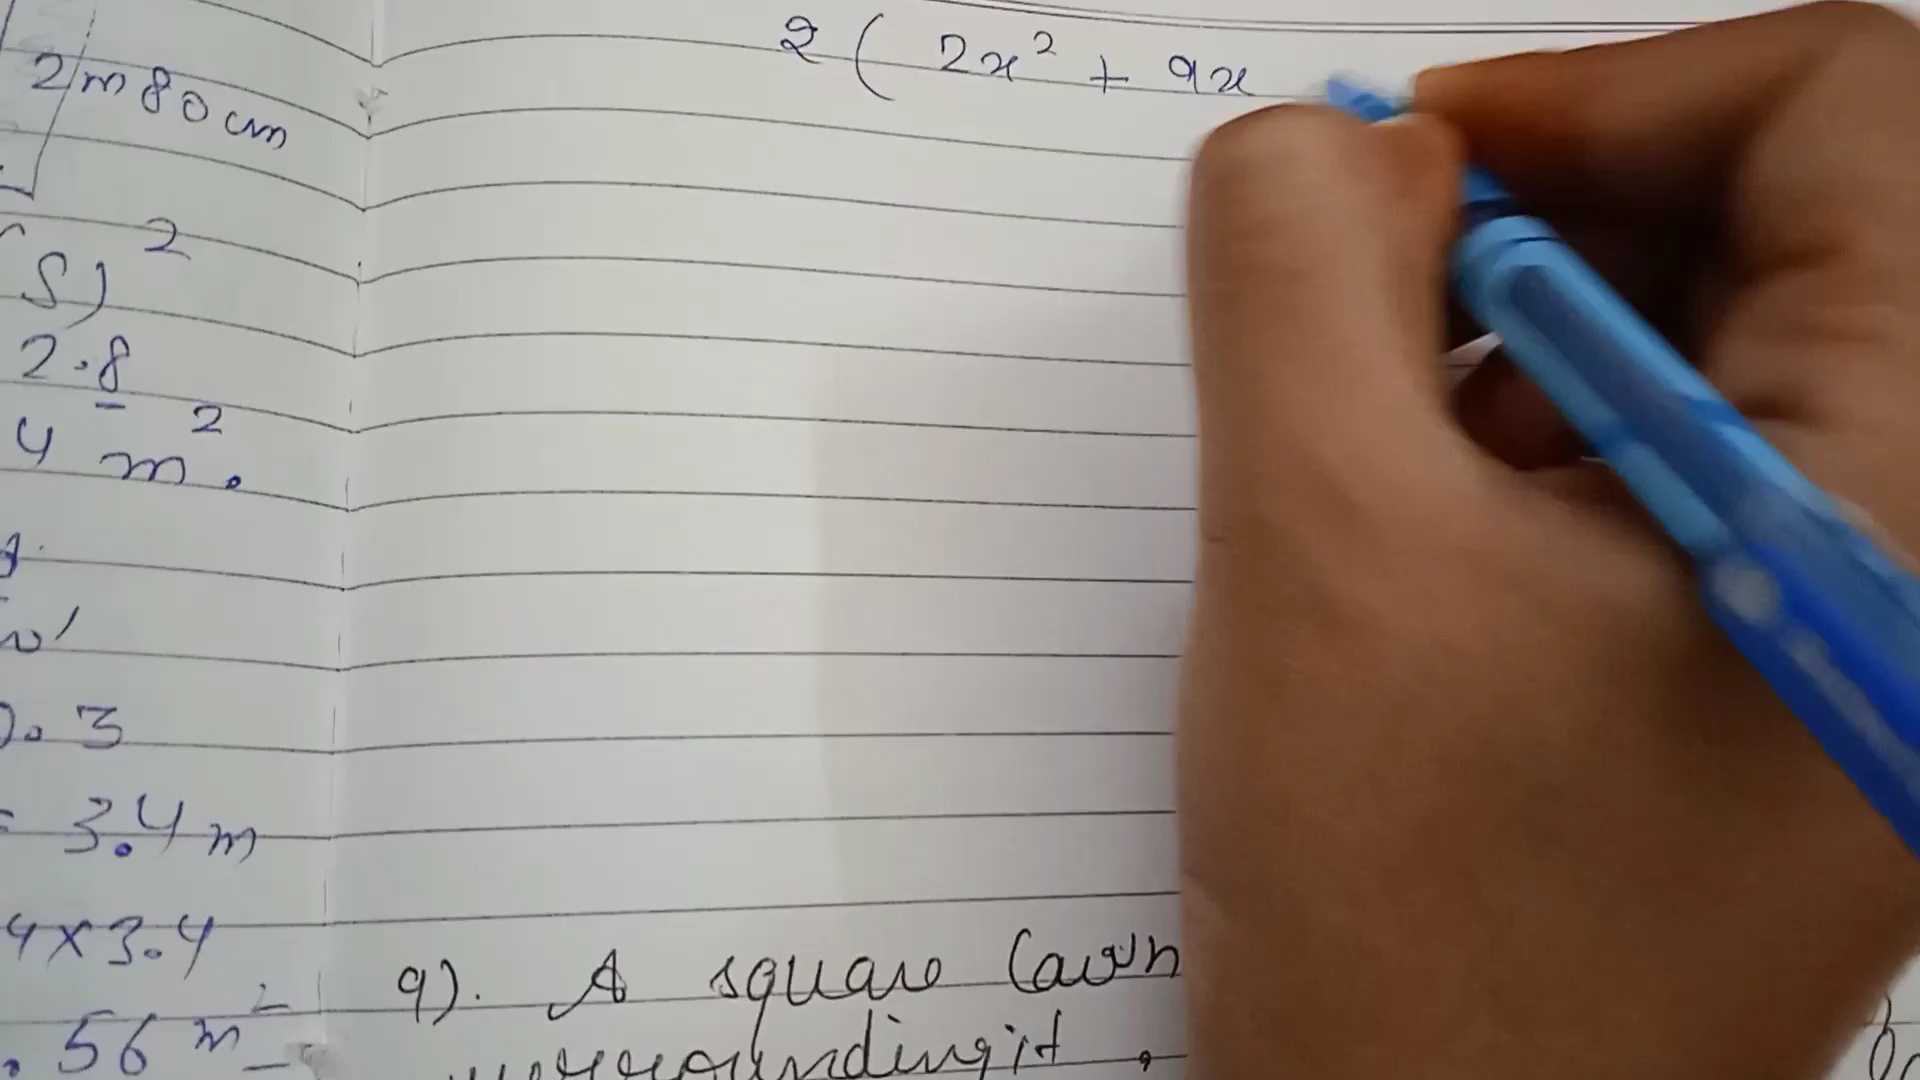 2 ( 2x² + 9x
2m 80 cm
S) 2
2.8
4 m².
3
= 3.4 m
4 x 3.4
.56 m²
9). A square lawn
surrounding it,